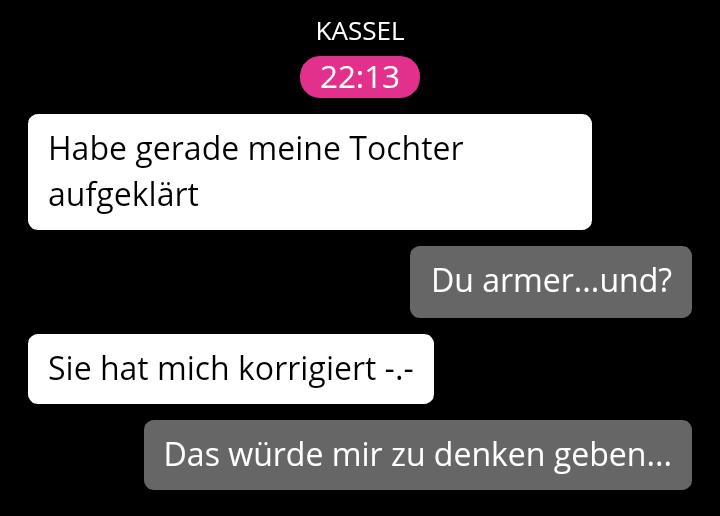 KASSEL
22:13
Habe gerade meine Tochter
aufgeklärt
Du armer...und?
Sie hat mich korrigiert -.-
Das würde mir zu denken geben...